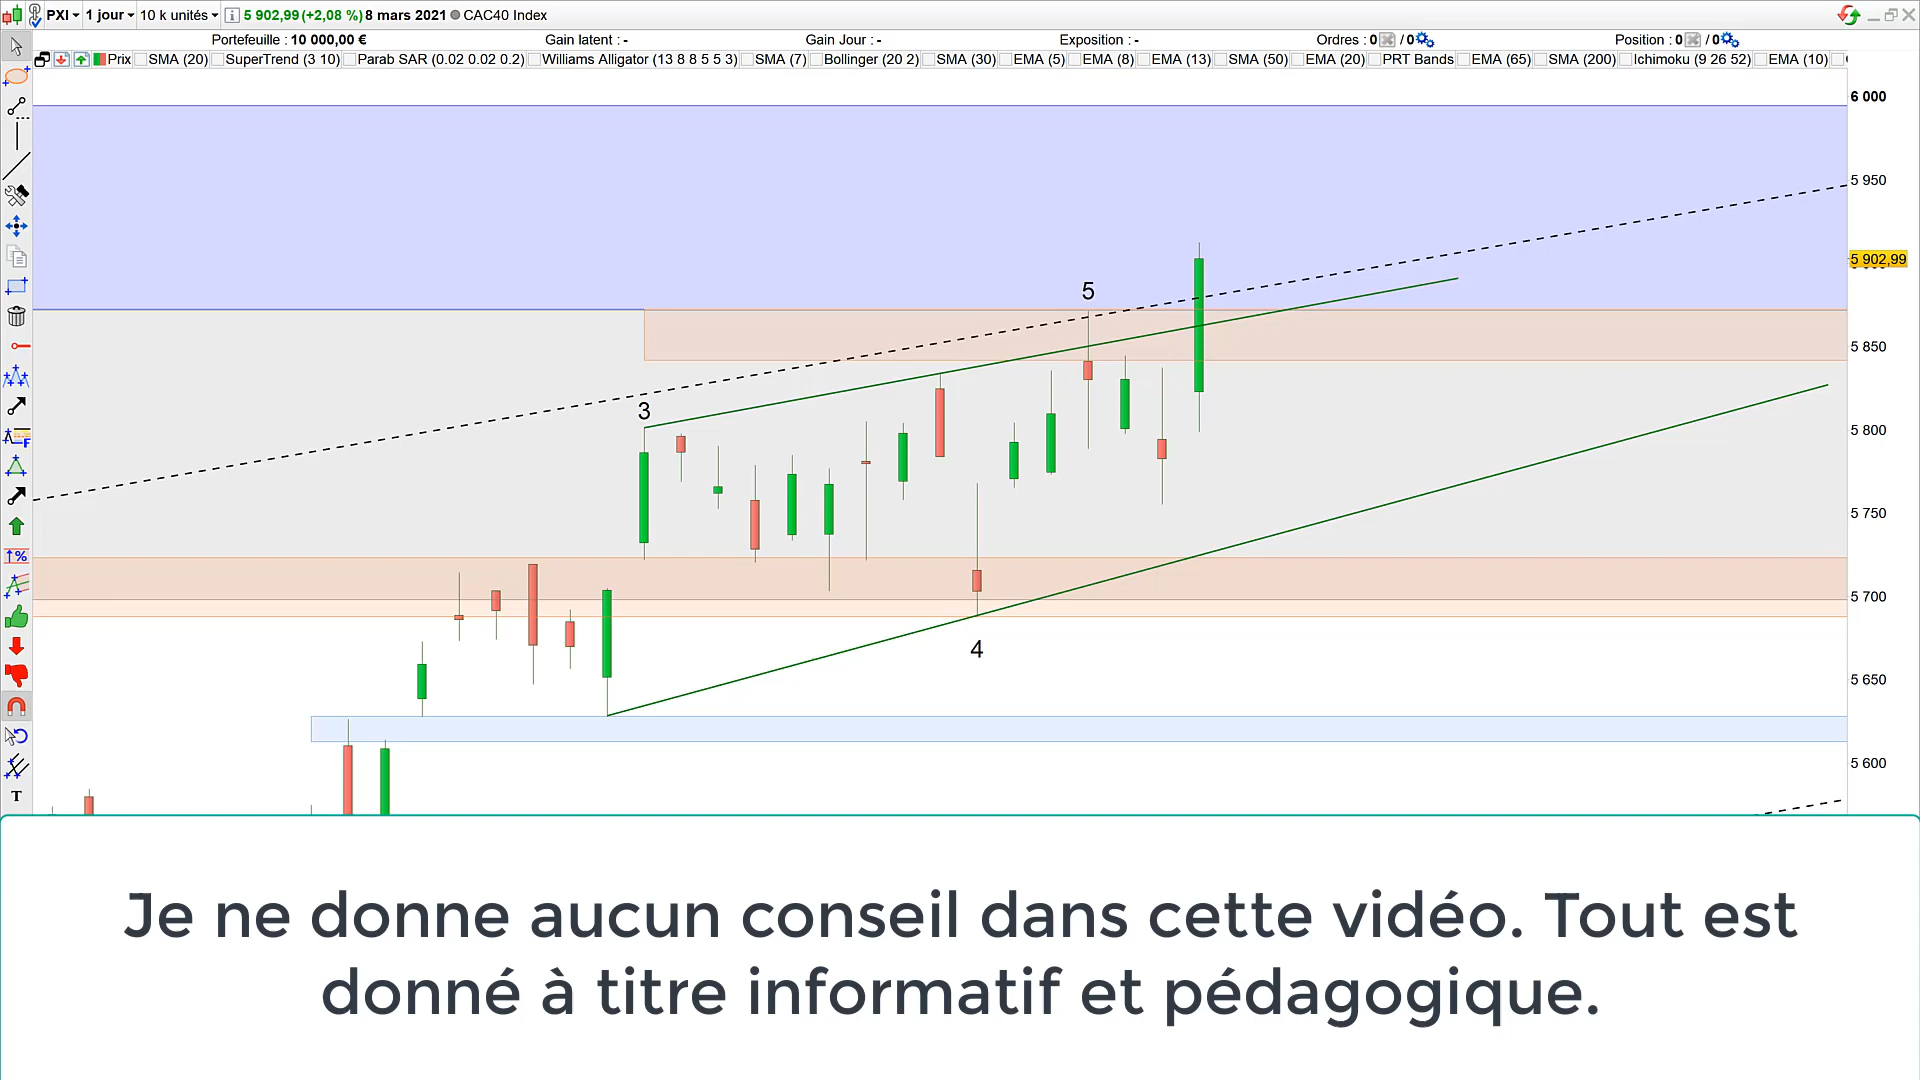 PXI 1 jour 10 k unités 5 902,99 (+2,08 %) 8 mars 2021 CAC40 Index
Portefeuille : 10 000,00 € Gain latent : - Gain Jour : - Exposition : - Ordres : 0 / 0 Position : 0 / 0
Prix SMA (20) SuperTrend (3 10) Parab SAR (0.02 0.02 0.2) Williams Alligator (13 8 8 5 5 3) SMA (7) Bollinger (20 2) SMA (30) EMA (5) EMA (8) EMA (13) SMA (50) EMA (20) PRT Bands EMA (65) SMA (200) Ichimoku (9 26 52) EMA (10)
6 000
5 950
5 902,99
5
5 850
3
5 800
5 750
5 700
4
5 650
5 600
F
%
T
Je ne donne aucun conseil dans cette vidéo. Tout est
donné à titre informatif et pédagogique.